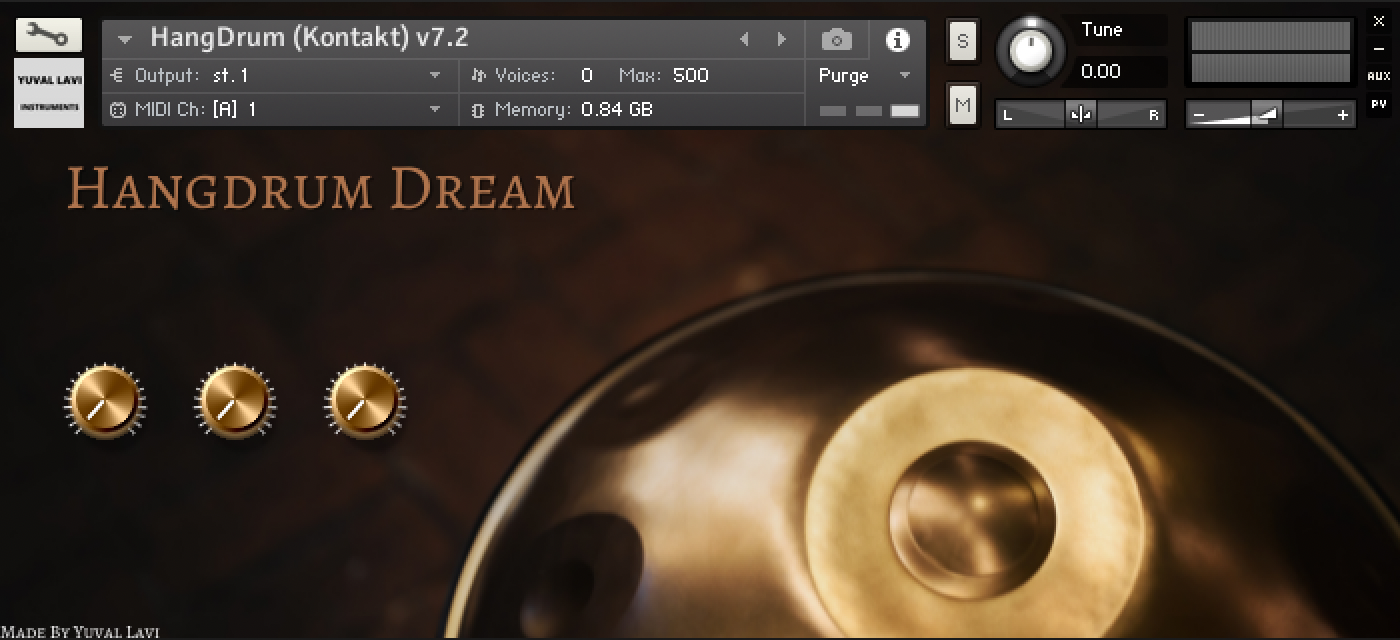 HangDrum (Kontakt) v7.2
YUVAL LAVI
INSTRUMENTS
Output: st. 1
Voices: 0 Max: 500
Purge
MIDI Ch: [A] 1
Memory: 0.84 GB
S
M
Tune
0.00
L R
- +
X
AUX
PV
HANGDRUM DREAM
MADE BY YUVAL LAVI